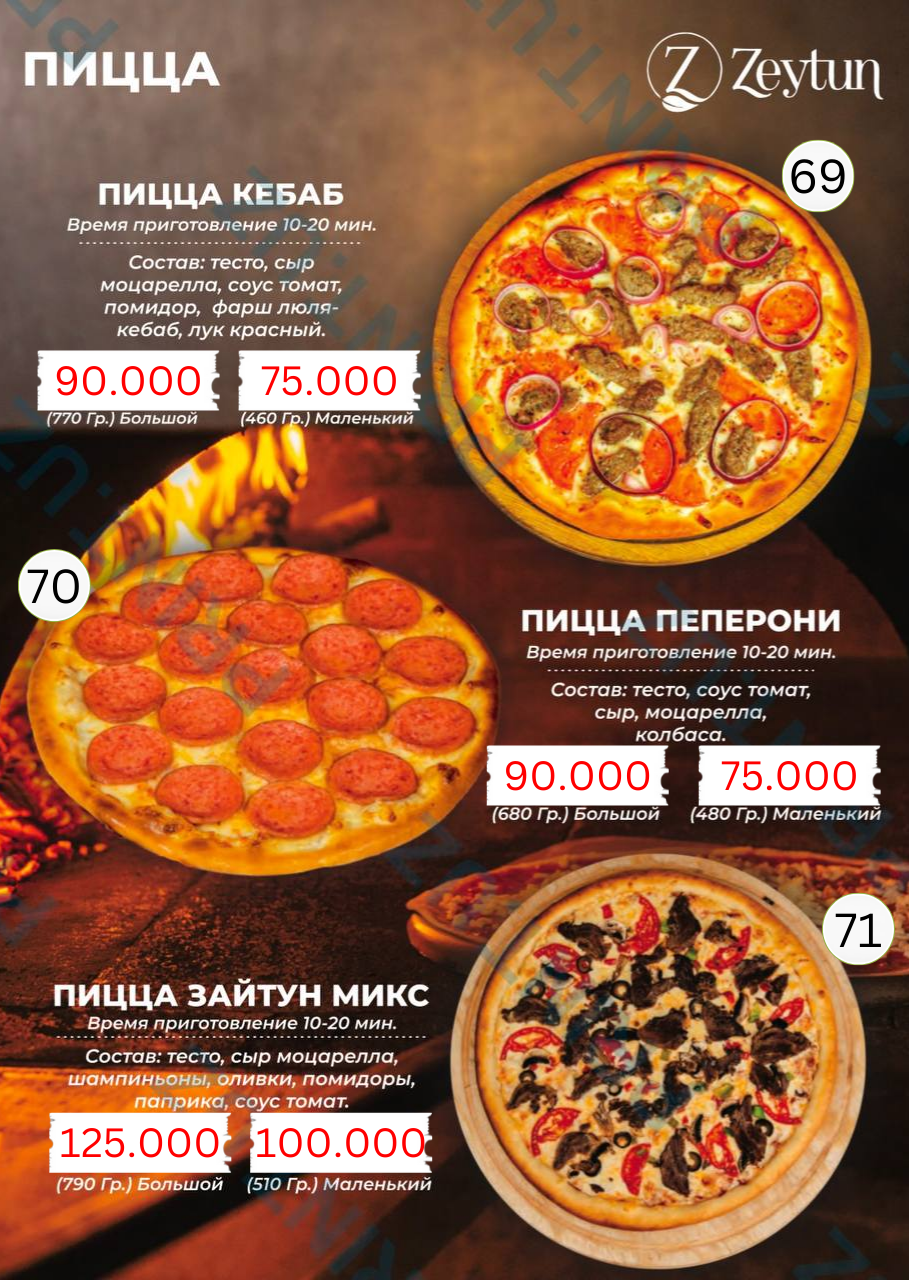 ПИЦЦА
Zeytun
69
ПИЦЦА КЕБАБ
Время приготовление 10-20 мин.
Состав: тесто, сыр
моцарелла, соус томат,
помидор, фарш люля-
кебаб, лук красный.
90.000 75.000
(770 Гр.) Большой (460 Гр.) Маленький
70
ПИЦЦА ПЕПЕРОНИ
Время приготовление 10-20 мин.
Состав: тесто, соус томат,
сыр, моцарелла,
колбаса.
90.000 75.000
(680 Гр.) Большой (480 Гр.) Маленький
71
ПИЦЦА ЗАЙТУН МИКС
Время приготовление 10-20 мин.
Состав: тесто, сыр моцарелла,
шампиньоны, оливки, помидоры,
паприка, соус томат.
125.000 100.000
(790 Гр.) Большой (510 Гр.) Маленький